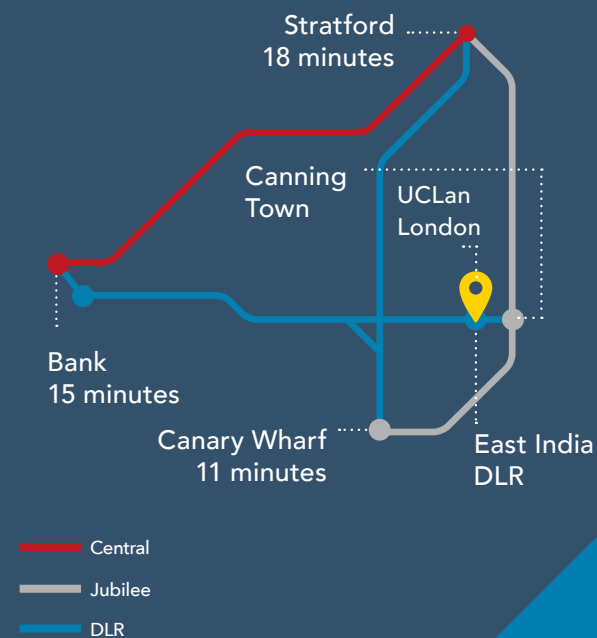 Stratford
18 minutes
Canning
Town
UCLan
London
Bank
15 minutes
Canary Wharf
11 minutes
East India
DLR
Central
Jubilee
DLR